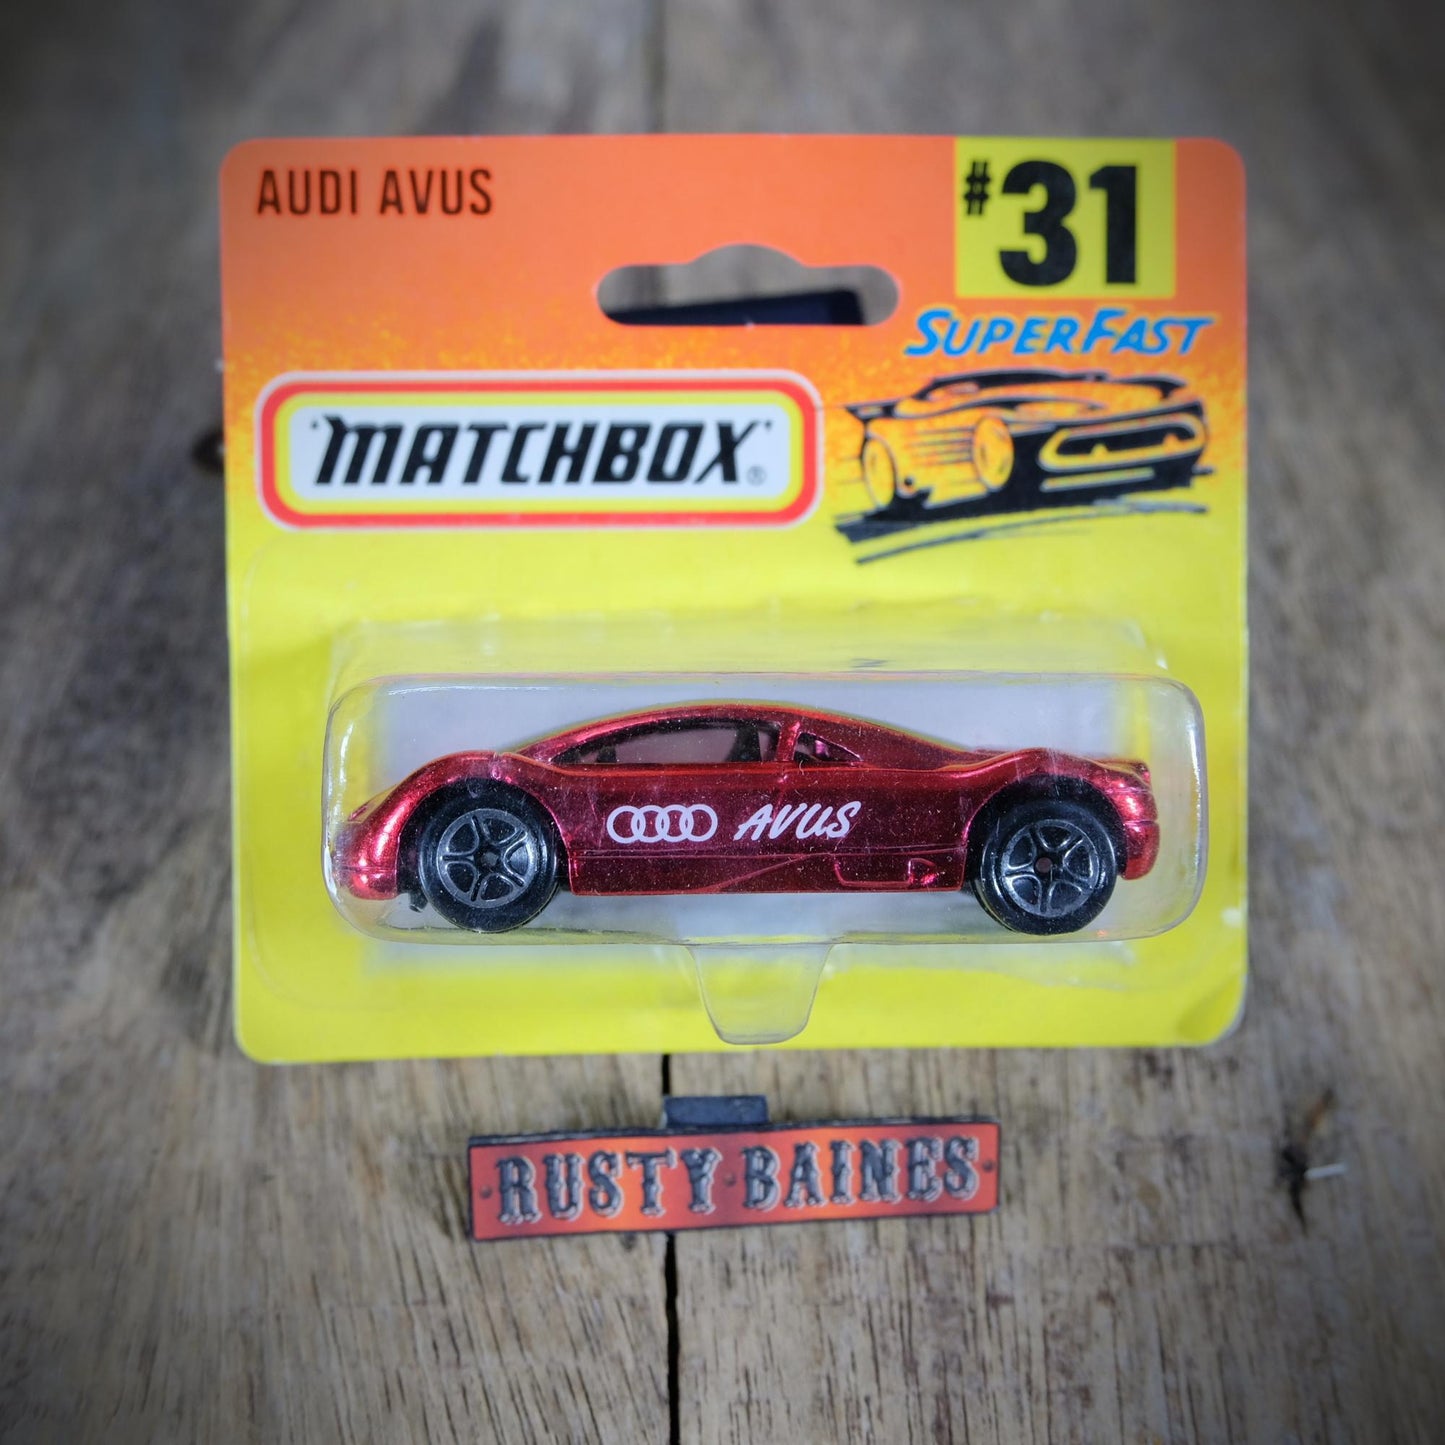 AUDI AVUS
#31
SUPERFAST
'MATCHBOX'®
AVUS
RUSTY·BAINES